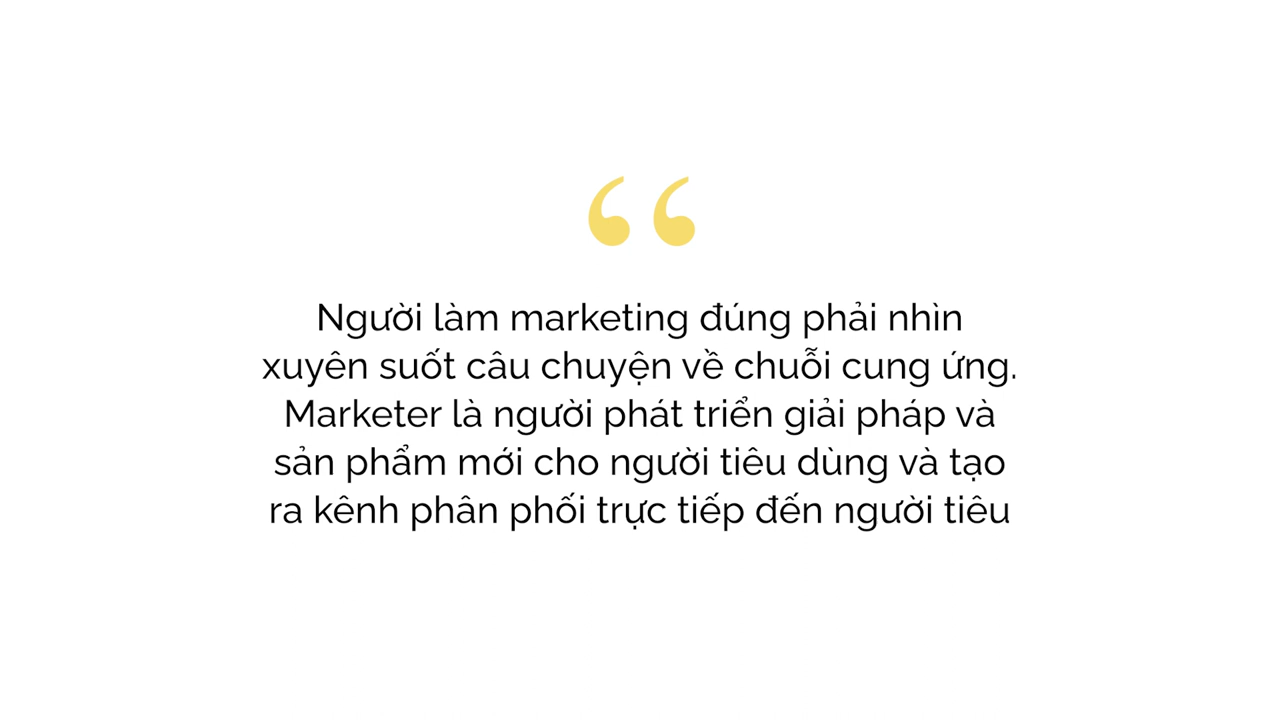 “
Người làm marketing đúng phải nhìn
xuyên suốt câu chuyện về chuỗi cung ứng.
Marketer là người phát triển giải pháp và
sản phẩm mới cho người tiêu dùng và tạo
ra kênh phân phối trực tiếp đến người tiêu